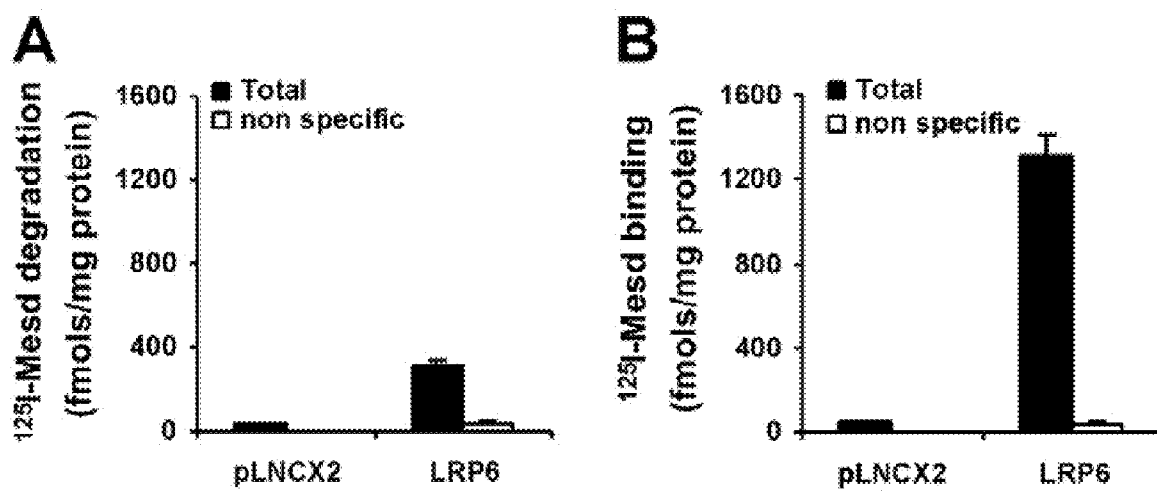 A
125I-Mesd degradation
(fmols/mg protein)
Total
non specific
1600
1200
800
400
0
pLNCX2
LRP6
B
125I-Mesd binding
(fmols/mg protein)
Total
non specific
1600
1200
800
400
0
pLNCX2
LRP6